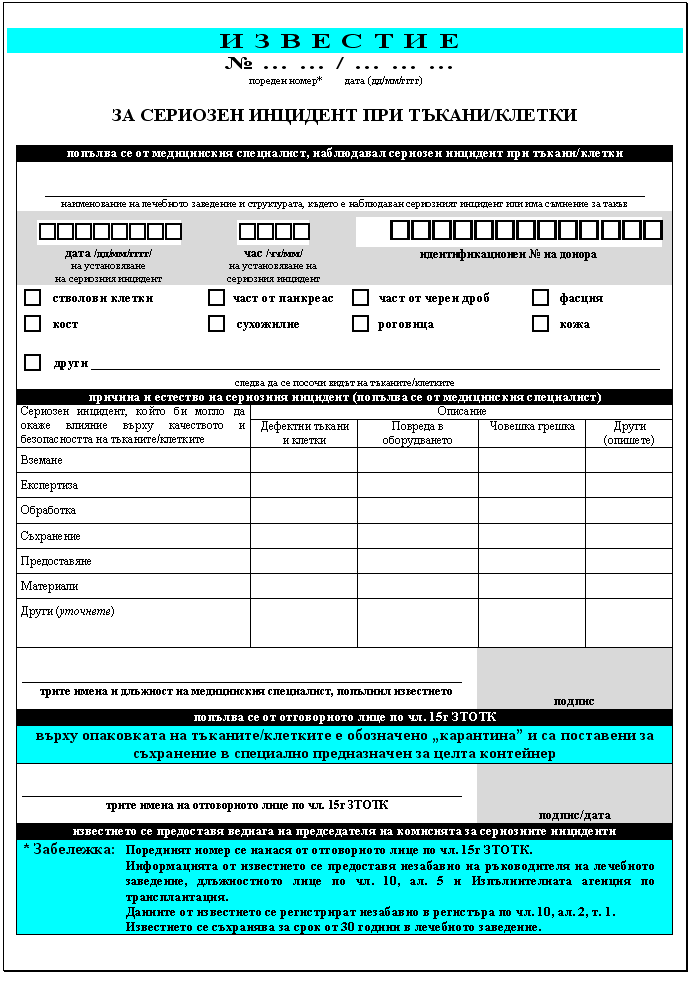 ИЗВЕСТИЕ
№ ... ... / ... ... ...
пореден номер* дата (дд/мм/гггг)
ЗА СЕРИОЗЕН ИНЦИДЕНТ ПРИ ТЪКАНИ/КЛЕТКИ
попълва се от медицинския специалист, наблюдавал сериозен инцидент при тъкани/клетки
наименование на лечебното заведение и структурата, където е наблюдаван сериозният инцидент или има съмнение за такъв
дата /дд/мм/гггг/ час /чч/мм/ идентификационен № на донора
на установяване на установяване на
на сериозния инцидент сериозния инцидент
стволови клетки част от панкреас част от черен дроб фасция
кост сухожилие роговица кожа
други
следва да се посочи видът на тъканите/клетките
причина и естество на сериозния инцидент (попълва се от медицинския специалист)
Сериозен инцидент, който би могло да Описание
окаже влияние върху качеството и Дефектни тъкани Повреда в Човешка грешка Други
безопасността на тъканите/клетките и клетки оборудването (опишете)
Вземане
Експертиза
Обработка
Съхранение
Предоставяне
Материали
Други (уточнете)
трите имена и длъжност на медицинския специалист, попълнил известието
подпис
попълва се от отговорното лице по чл. 15г ЗТОТК
върху опаковката на тъканите/клетките е обозначено „карантина” и са поставени за
съхранение в специално предназначен за целта контейнер
трите имена на отговорното лице по чл. 15г ЗТОТК
подпис/дата
известието се предоставя веднага на председателя на комисията за сериозните инциденти
* Забележка: Поредният номер се нанася от отговорното лице по чл. 15г ЗТОТК.
Информацията от известието се предоставя незабавно на ръководителя на лечебното
заведение, длъжностното лице по чл. 10, ал. 5 и Изпълнителната агенция по
трансплантация.
Данните от известието се регистрират незабавно в регистъра по чл. 10, ал. 2, т. 1.
Известието се съхранява за срок от 30 години в лечебното заведение.